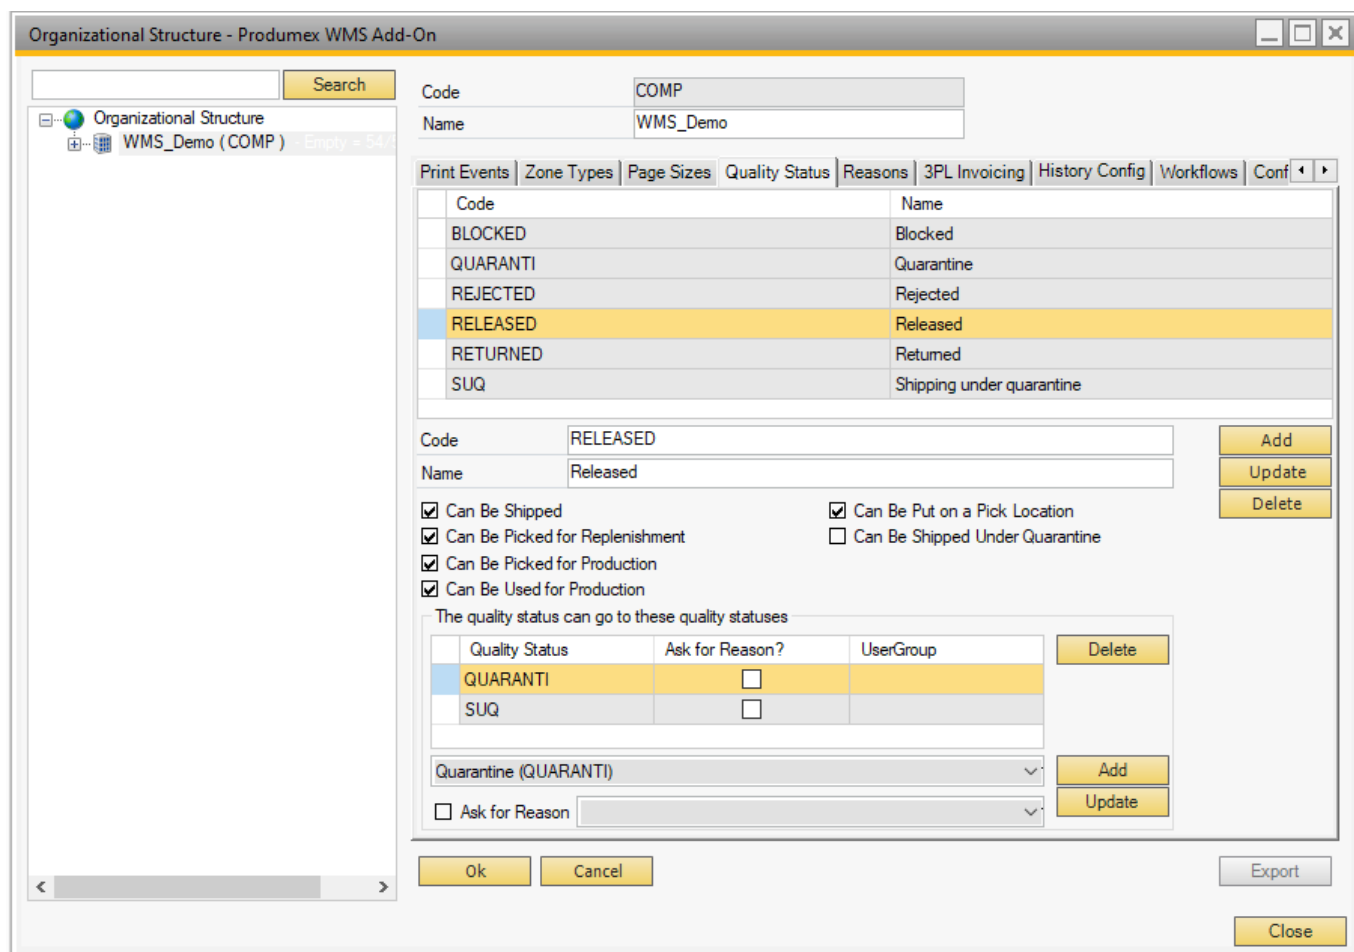 Organizational Structure - Produmex WMS Add-On
Search
Organizational Structure
WMS_Demo ( COMP ) - Empty = 54/
Code COMP
Name WMS_Demo
Print Events Zone Types Page Sizes Quality Status Reasons 3PL Invoicing History Config Workflows Conf
Code Name
BLOCKED Blocked
QUARANTI Quarantine
REJECTED Rejected
RELEASED Released
RETURNED Returned
SUQ Shipping under quarantine
Code RELEASED Add
Name Released Update
Delete
Can Be Shipped Can Be Put on a Pick Location
Can Be Picked for Replenishment Can Be Shipped Under Quarantine
Can Be Picked for Production
Can Be Used for Production
The quality status can go to these quality statuses
Quality Status Ask for Reason? UserGroup Delete
QUARANTI
SUQ
Quarantine (QUARANTI) Add
Ask for Reason Update
Ok Cancel Export
Close